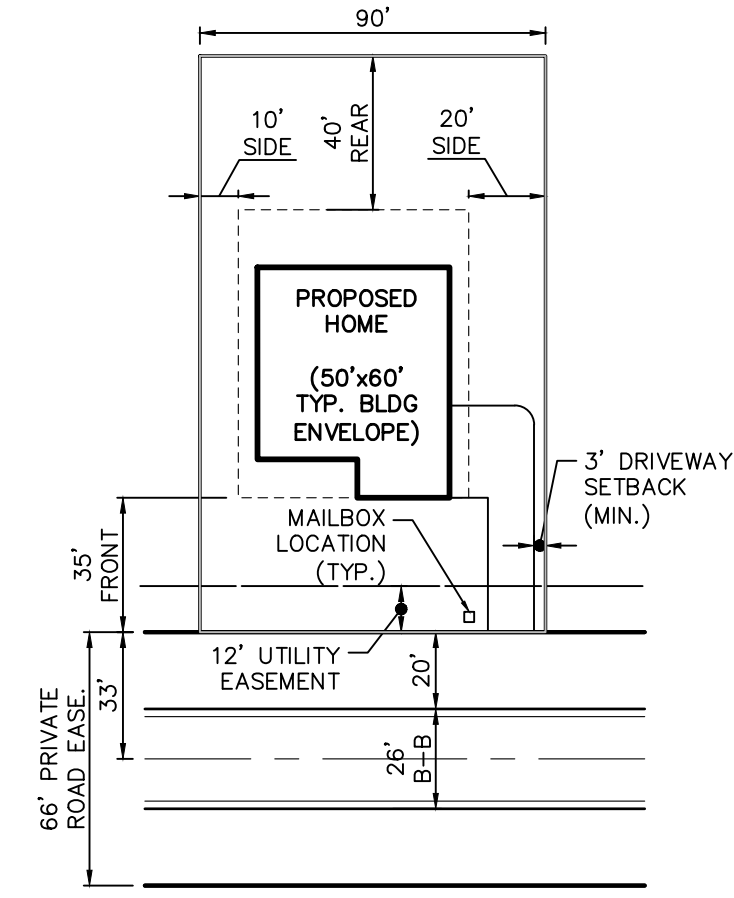 90'
10'
SIDE
40'
REAR
20'
SIDE
PROPOSED
HOME
(50'x60'
TYP. BLDG
ENVELOPE)
3' DRIVEWAY
SETBACK
(MIN.)
MAILBOX
LOCATION
(TYP.)
35'
FRONT
12' UTILITY
EASEMENT
20'
33'
66' PRIVATE
ROAD EASE.
26'
B-B